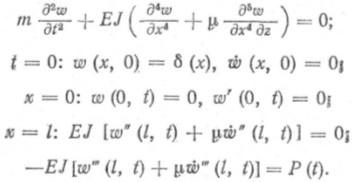 m ∂²w/∂t² + EJ (∂⁴w/∂x⁴ + μ ∂⁵w/∂x⁴ ∂z) = 0;
t = 0: w (x, 0) = δ (x), ẇ (x, 0) = 0;
x = 0: w (0, t) = 0, w′ (0, t) = 0;
x = l: EJ [w″ (l, t) + μẇ″ (l, t)] = 0;
—EJ [w‴ (l, t) + μẇ‴ (l, t)] = P (t).